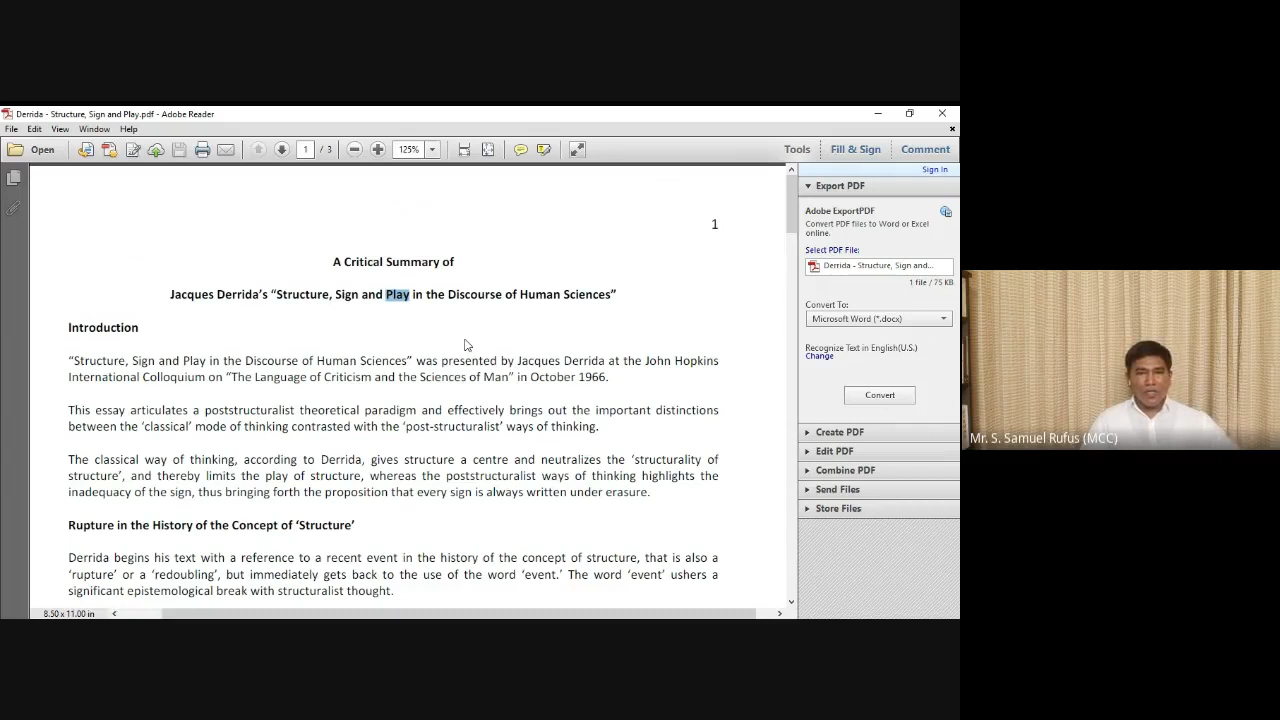 Derrida - Structure, Sign and Play.pdf - Adobe Reader
File Edit View Window Help
Open 1 / 3 125% Tools Fill & Sign Comment
Sign In
1
A Critical Summary of
Jacques Derrida's “Structure, Sign and Play in the Discourse of Human Sciences”
Introduction
“Structure, Sign and Play in the Discourse of Human Sciences” was presented by Jacques Derrida at the John Hopkins
International Colloquium on “The Language of Criticism and the Sciences of Man” in October 1966.
This essay articulates a poststructuralist theoretical paradigm and effectively brings out the important distinctions
between the ‘classical’ mode of thinking contrasted with the ‘post-structuralist’ ways of thinking.
The classical way of thinking, according to Derrida, gives structure a centre and neutralizes the ‘structurality of
structure’, and thereby limits the play of structure, whereas the poststructuralist ways of thinking highlights the
inadequacy of the sign, thus bringing forth the proposition that every sign is always written under erasure.
Rupture in the History of the Concept of ‘Structure’
Derrida begins his text with a reference to a recent event in the history of the concept of structure, that is also a
‘rupture’ or a ‘redoubling’, but immediately gets back to the use of the word ‘event.’ The word ‘event’ ushers a
significant epistemological break with structuralist thought.
8.50 x 11.00 in
Export PDF
Adobe ExportPDF
Convert PDF files to Word or Excel
online.
Select PDF File:
Derrida - Structure, Sign and...
1 file / 75 KB
Convert To:
Microsoft Word (*.docx)
Recognize Text in English(U.S.)
Change
Convert
Create PDF
Edit PDF
Combine PDF
Send Files
Store Files
Mr. S. Samuel Rufus (MCC)